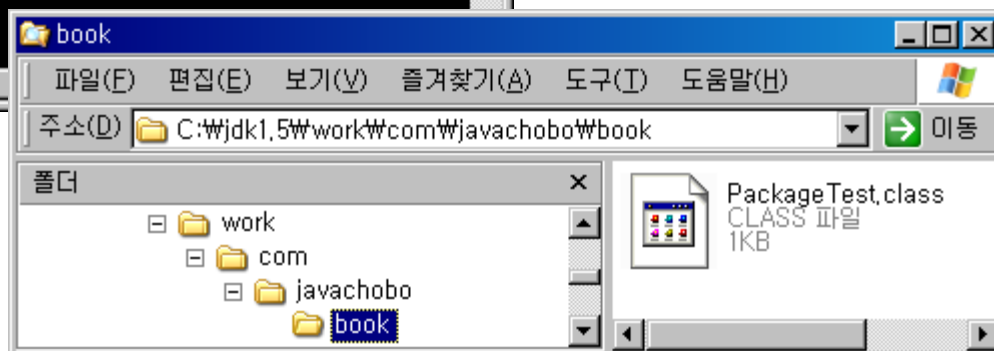 book
파일(F) 편집(E) 보기(V) 즐겨찾기(A) 도구(T) 도움말(H)
주소(D) C:₩jdk1.5₩work₩com₩javachobo₩book 이동
폴더 x
work
com
javachobo
book
PackageTest.class
CLASS 파일
1KB